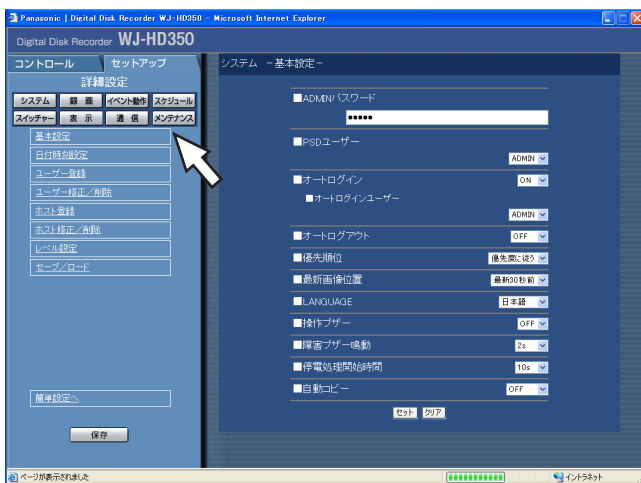 Panasonic | Digital Disk Recorder WJ-HD350 - Microsoft Internet Explorer
Digital Disk Recorder WJ-HD350
コントロール セットアップ
詳細設定
システム 録 画 イベント動作 スケジュール
スイッチャー 表 示 通 信 メンテナンス
基本設定
日付時刻設定
ユーザー登録
ユーザー修正／削除
ホスト登録
ホスト修正／削除
レベル設定
セーブ／ロード
簡単設定へ
保存
システム －基本設定－
■ADMINパスワード
●●●●●
■PSDユーザー
ADMIN
■オートログイン ON
■オートログインユーザー
ADMIN
■オートログアウト OFF
■優先順位 優先度に従う
■最新画像位置 最新30秒前
■LANGUAGE 日本語
■操作ブザー OFF
■障害ブザー鳴動 2s
■停電処理開始時間 10s
■自動コピー OFF
セット クリア
ページが表示されました イントラネット